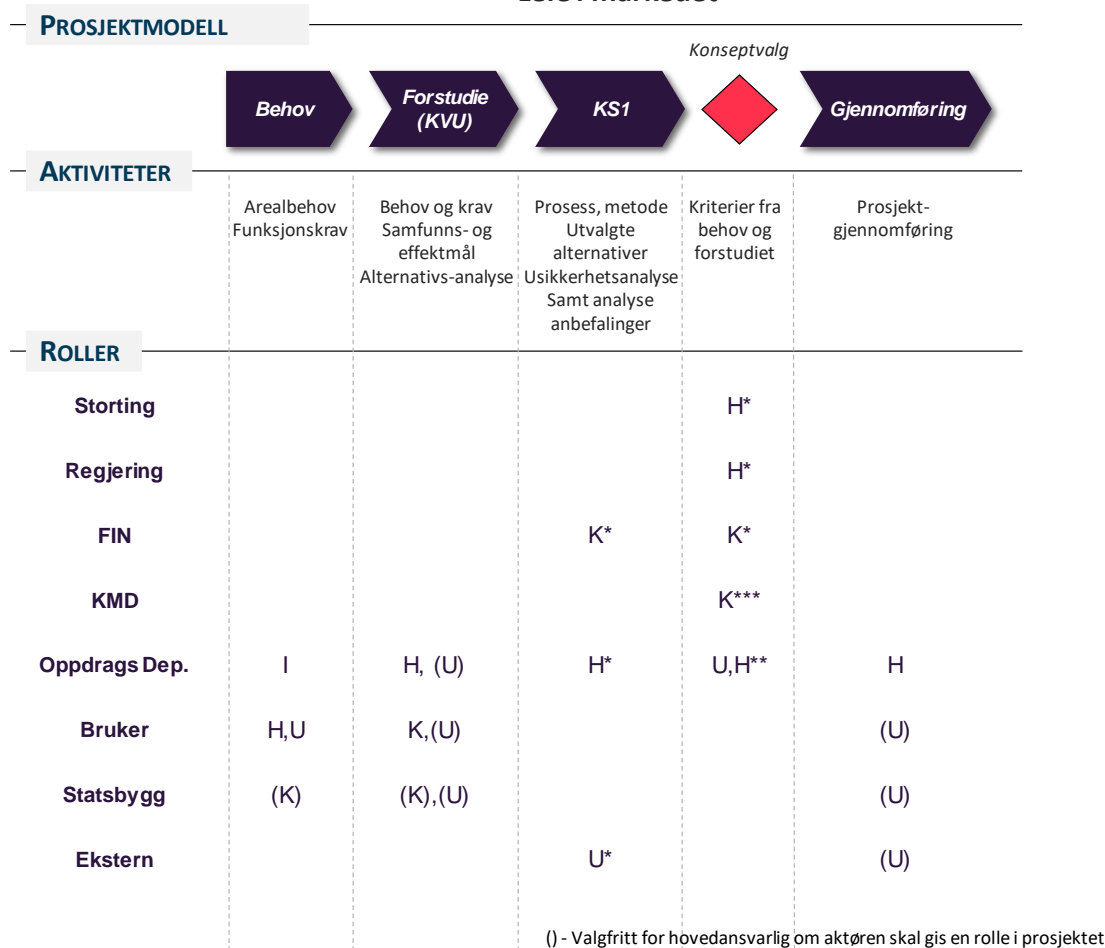 PROSJEKTMODELL
Konseptvalg
Behov
Forstudie
(KVU)
KS1
Gjennomføring
AKTIVITETER
Arealbehov
Funksjonskrav
Behov og krav
Samfunns- og
effektmål
Alternativs-analyse
Prosess, metode
Utvalgte
alternativer
Usikkerhetsanalyse
Samt analyse
anbefalinger
Kriterier fra
behov og
forstudiet
Prosjekt-
gjennomføring
ROLLER
Storting H*
Regjering H*
FIN K* K*
KMD K***
Oppdrags Dep. I H, (U) H* U,H** H
Bruker H,U K,(U) (U)
Statsbygg (K) (K),(U) (U)
Ekstern U* (U)
() - Valgfritt for hovedansvarlig om aktøren skal gis en rolle i prosjektet